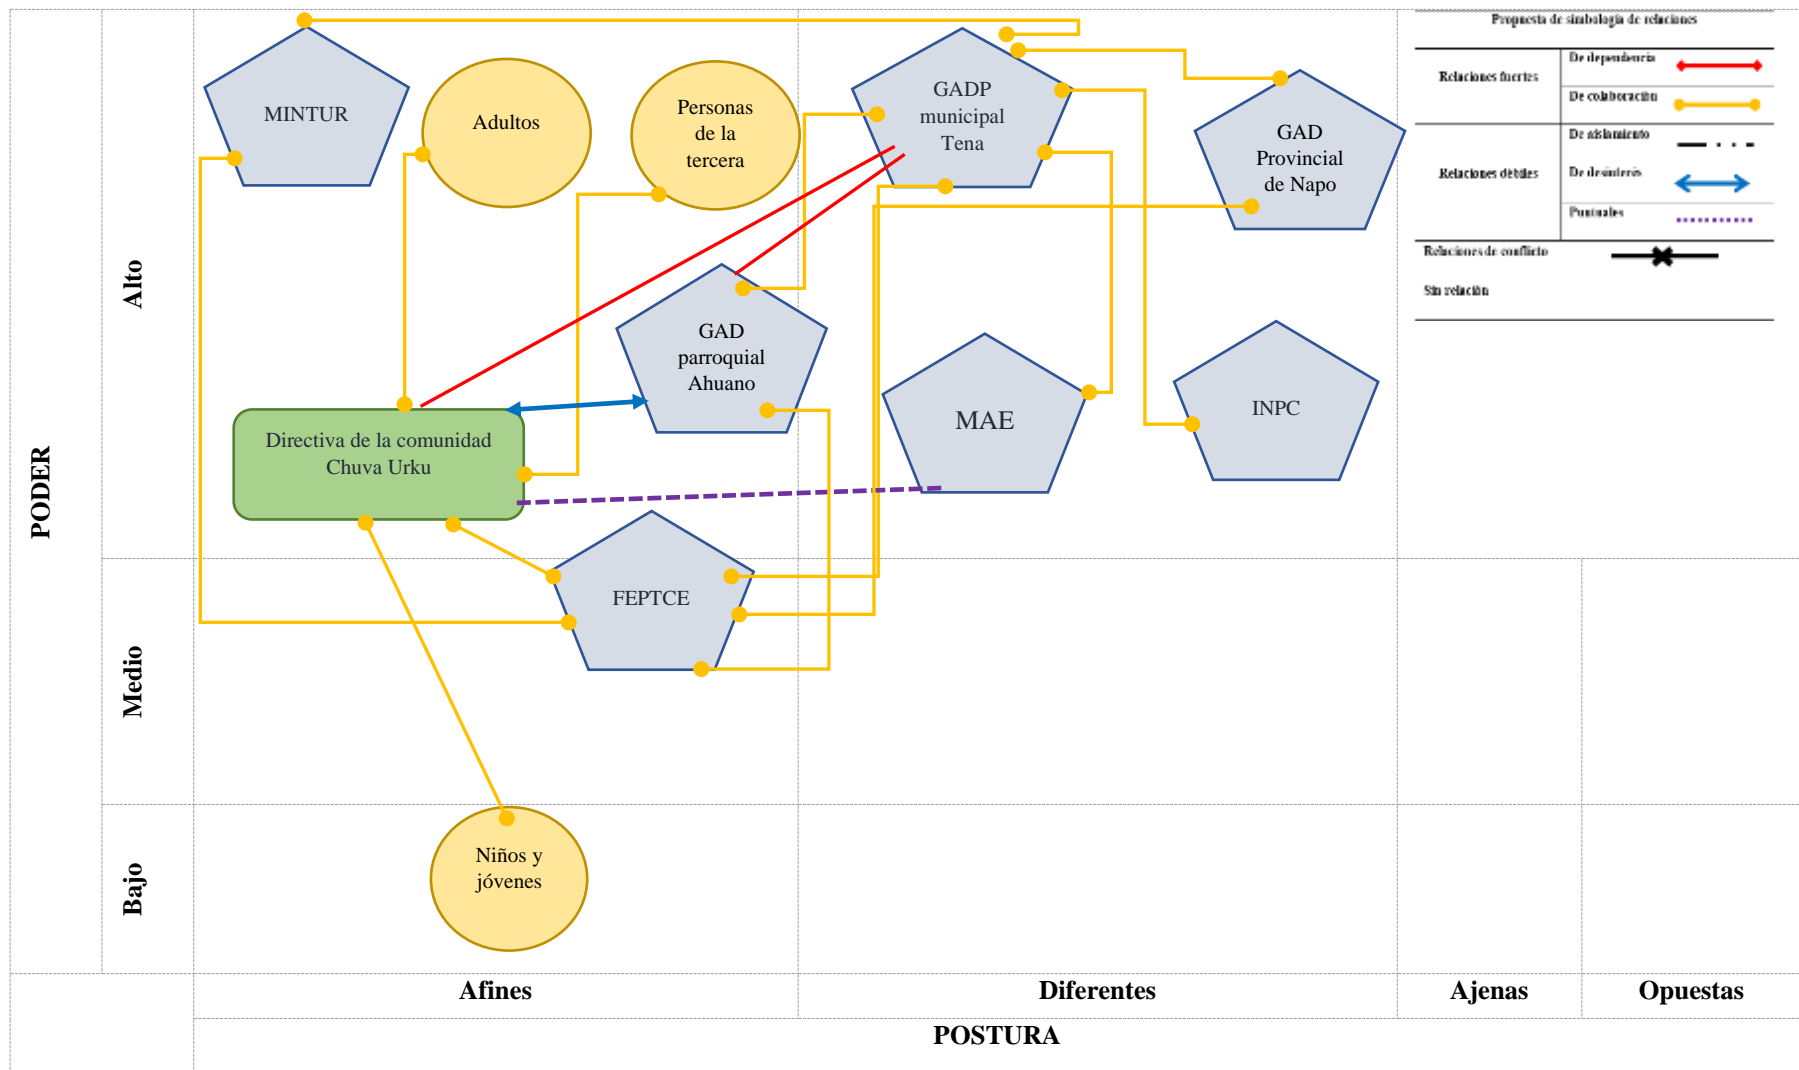 Propuesta de simbología de relaciones
Relaciones fuertes
De dependencia
De colaboración
Relaciones débiles
De aislamiento
De desinterés
Puntuales
Relaciones de conflicto
Sin relación
PODER
Alto
MINTUR
Adultos
Personas
de la
tercera
GADP
municipal
Tena
GAD
Provincial
de Napo
GAD
parroquial
Ahuano
MAE
INPC
Directiva de la comunidad
Chuva Urku
Medio
FEPTCE
Bajo
Niños y
jóvenes
Afines
Diferentes
Ajenas
Opuestas
POSTURA